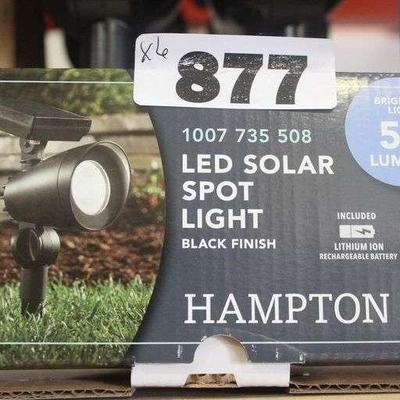 x6
877
1007 735 508
LED SOLAR
SPOT
LIGHT
BLACK FINISH
INCLUDED
LITHIUM ION
RECHARGEABLE BATTERY
HAMPTON